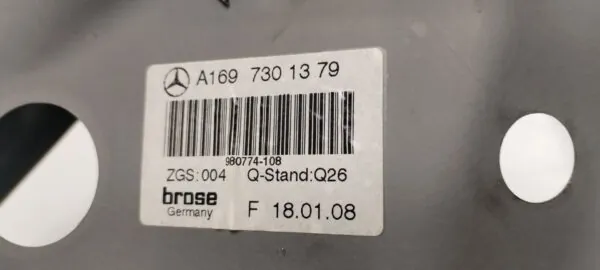 A169 730 13 79
980774-108
ZGS:004 Q-Stand:Q26
brose
Germany F 18.01.08